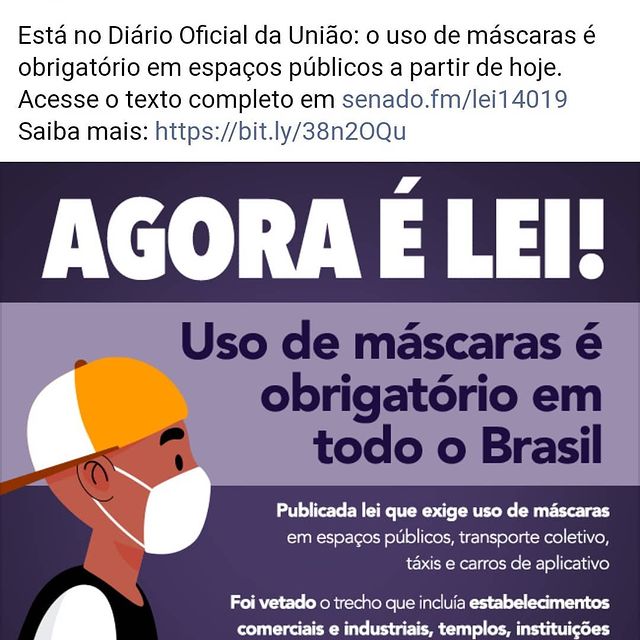 Está no Diário Oficial da União: o uso de máscaras é
obrigatório em espaços públicos a partir de hoje.
Acesse o texto completo em senado.fm/lei14019
Saiba mais: https://bit.ly/38n2OQu
AGORA É LEI!
Uso de máscaras é
obrigatório em
todo o Brasil
Publicada lei que exige uso de máscaras
em espaços públicos, transporte coletivo,
táxis e carros de aplicativo
Foi vetado o trecho que incluía estabelecimentos
comerciais e industriais, templos, instituições